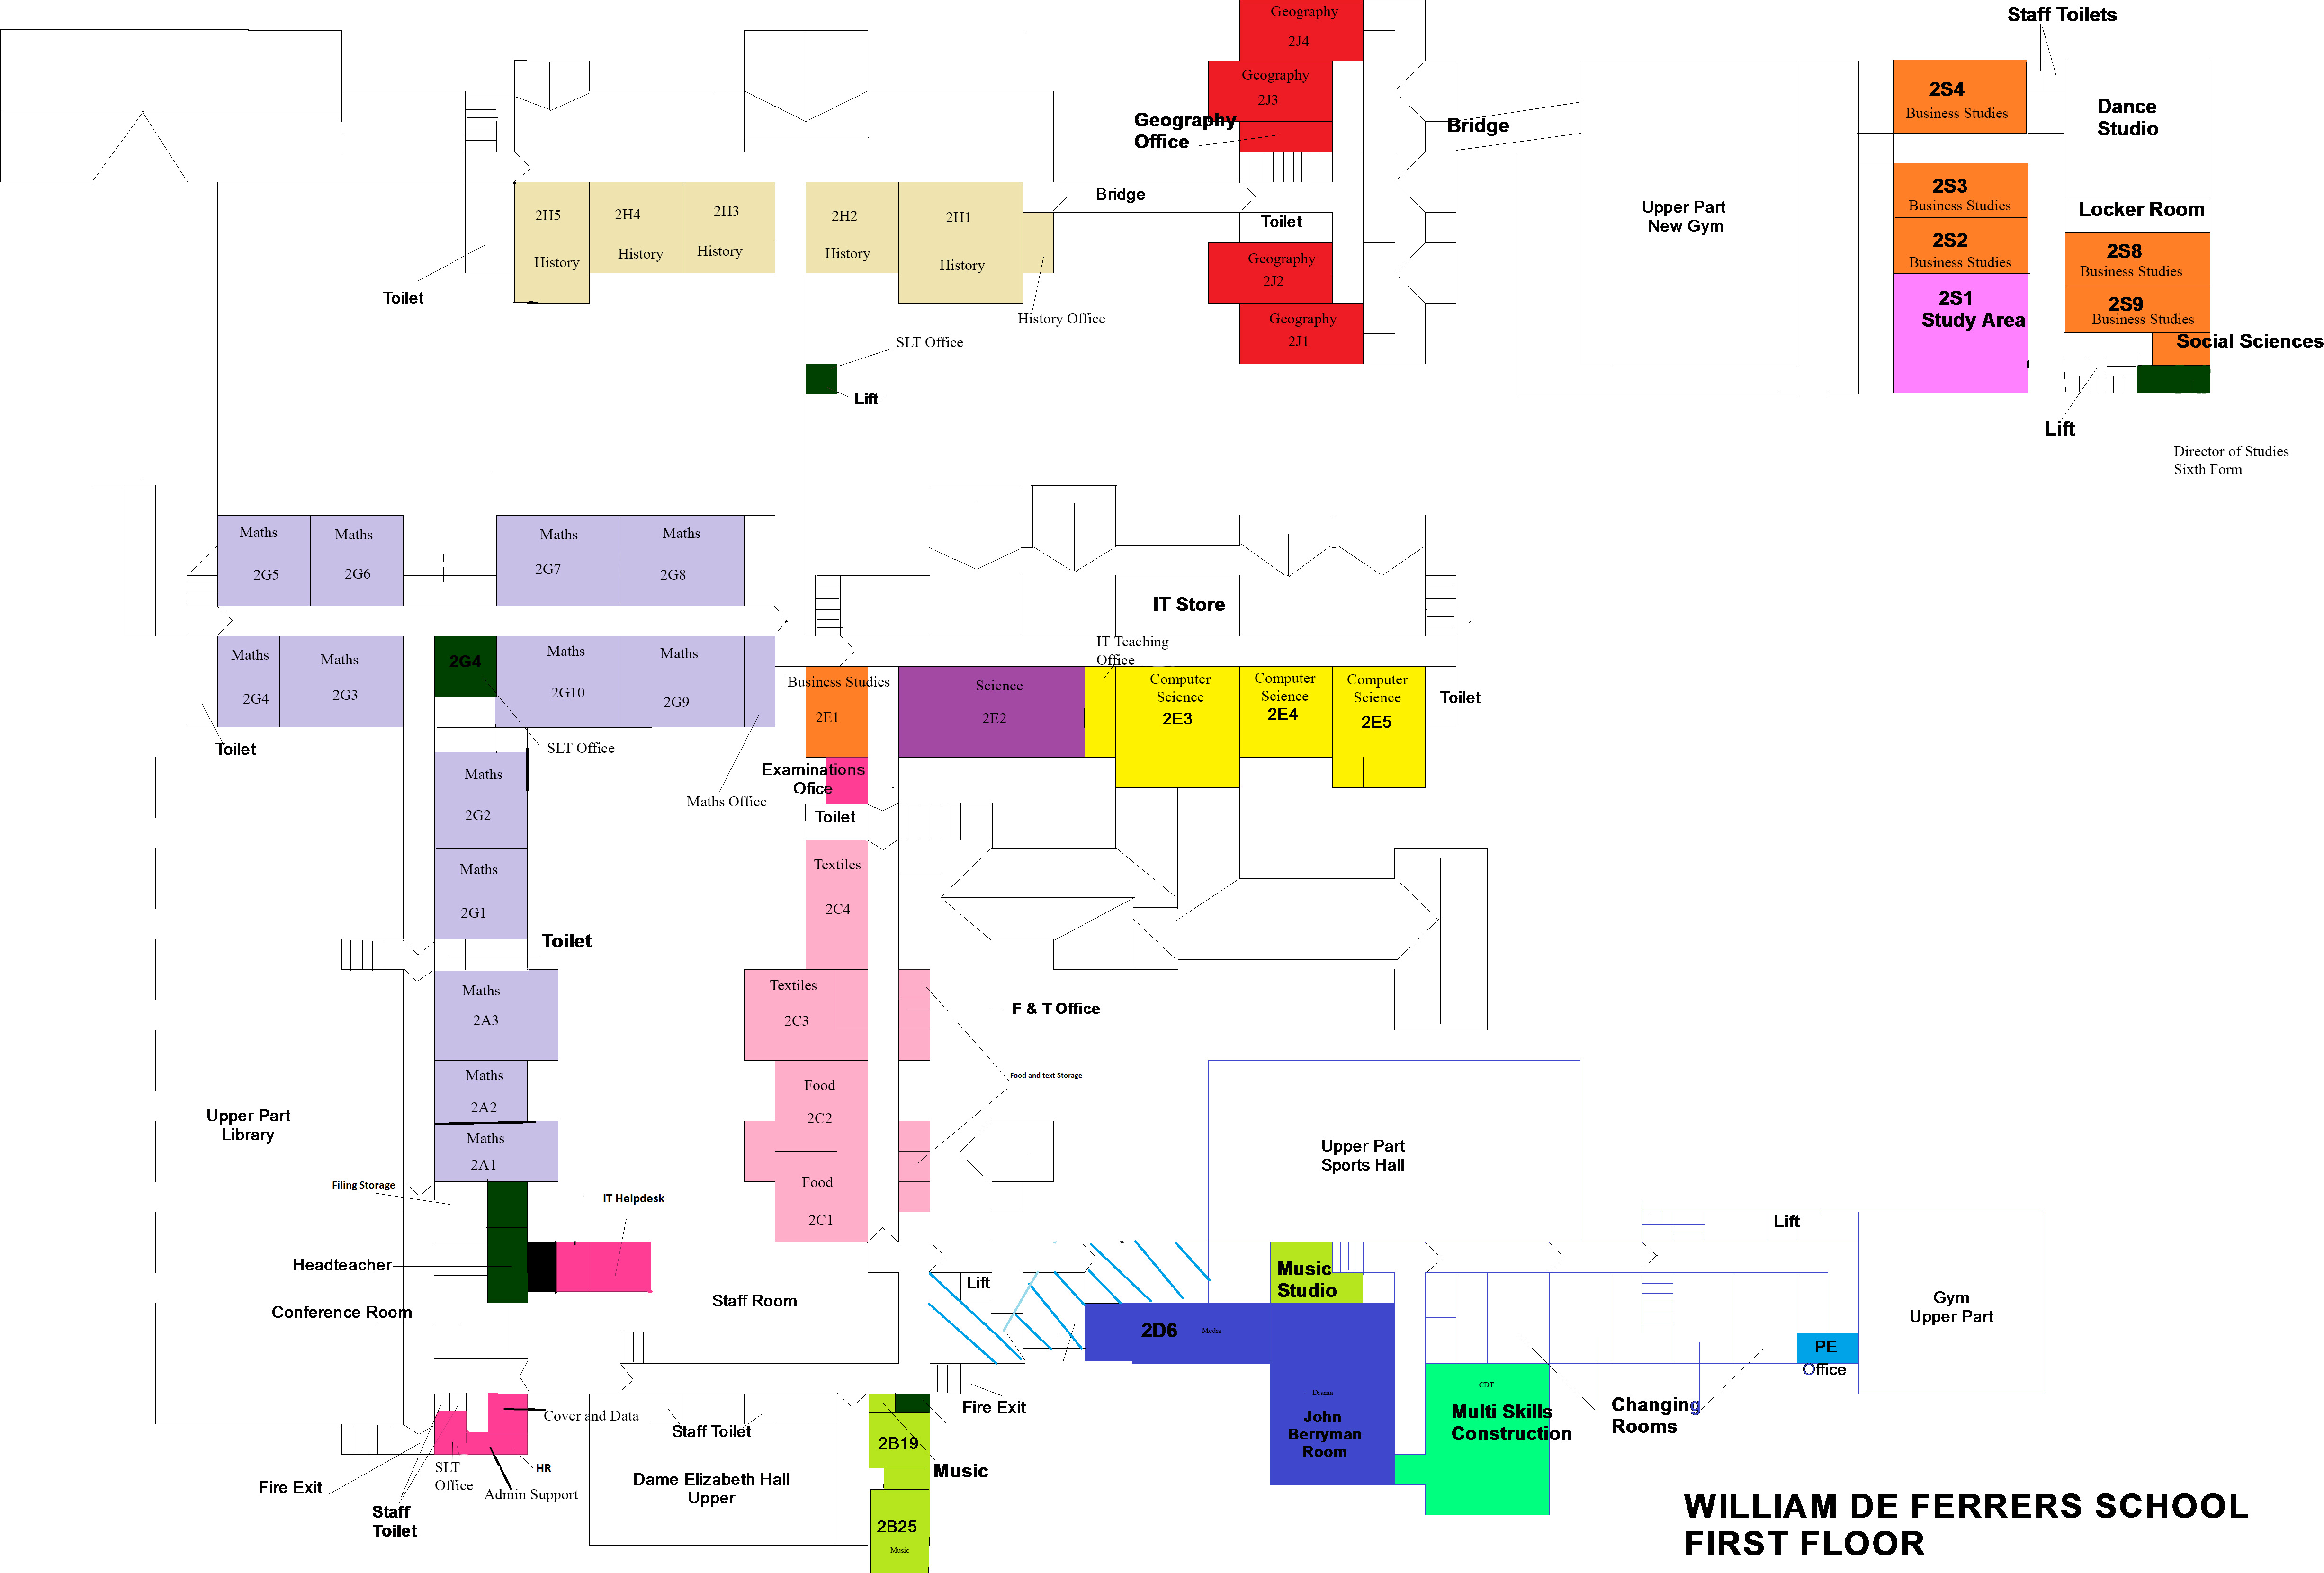 Geography
2J4
Staff Toilets
Geography
2J3
Geography
Office
Bridge
2S4
Business Studies
Dance
Studio
Bridge
Toilet
2H5
History
2H4
History
2H3
History
2H2
History
2H1
History
Toilet
History Office
Geography
2J2
Geography
2J1
Upper Part
New Gym
2S3
Business Studies
2S2
Business Studies
2S1
Study Area
Locker Room
2S8
Business Studies
2S9
Business Studies
Social Sciences
SLT Office
Lift
Lift
Director of Studies
Sixth Form
Maths
2G5
Maths
2G6
Maths
2G7
Maths
2G8
IT Store
IT Teaching
Office
Maths
2G4
Maths
2G3
2G4
Maths
2G10
Maths
2G9
Business Studies
2E1
Science
2E2
Computer
Science
2E3
Computer
Science
2E4
Computer
Science
2E5
Toilet
Toilet
SLT Office
Maths Office
Examinations
Ofice
Toilet
Maths
2G2
Maths
2G1
Toilet
Textiles
2C4
Maths
2A3
Textiles
2C3
F & T Office
Maths
2A2
Food
2C2
Food and text Storage
Upper Part
Library
Maths
2A1
Food
2C1
Upper Part
Sports Hall
Filing Storage
IT Helpdesk
Headteacher
Conference Room
Staff Room
Lift
Music
Studio
Lift
2D6
Media
Gym
Upper Part
PE
Office
Drama
John
Berryman
Room
CDT
Multi Skills
Construction
Changing
Rooms
Cover and Data
Staff Toilet
Fire Exit
2B19
Music
SLT
Office
HR
Admin Support
Fire Exit
Staff
Toilet
Dame Elizabeth Hall
Upper
2B25
Music
WILLIAM DE FERRERS SCHOOL
FIRST FLOOR